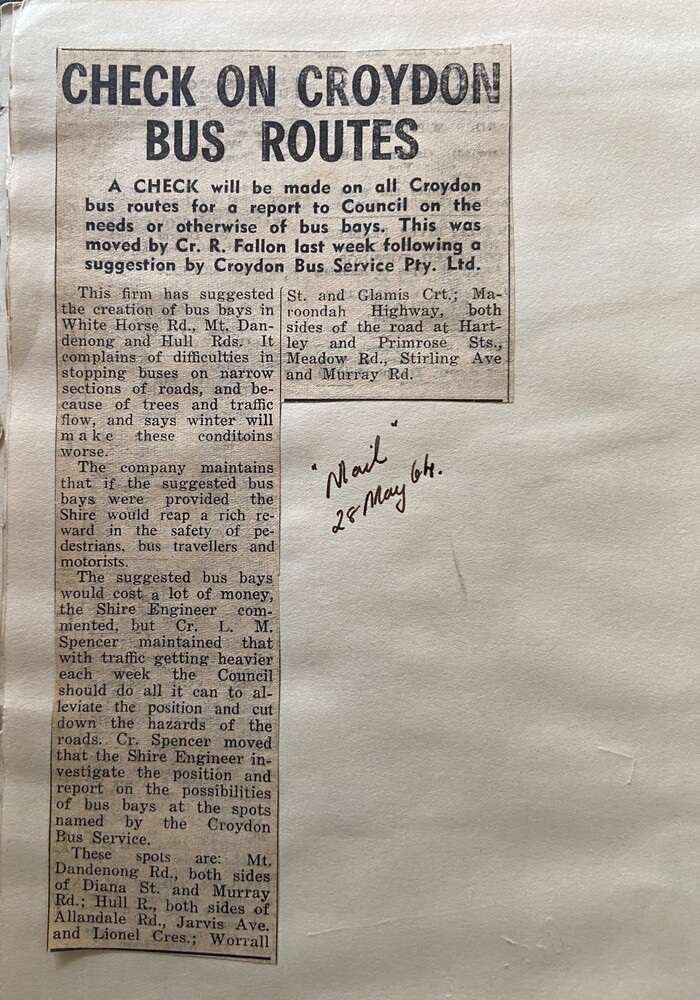 CHECK ON CROYDON
BUS ROUTES
A CHECK will be made on all Croydon
bus routes for a report to Council on the
needs or otherwise of bus bays. This was
moved by Cr. R. Fallon last week following a
suggestion by Croydon Bus Service Pty. Ltd.
This firm has suggested
the creation of bus bays in
White Horse Rd., Mt. Dan-
denong and Hull Rds. It
complains of difficulties in
stopping buses on narrow
sections of roads, and be-
cause of trees and traffic
flow, and says winter will
make these conditoins
worse.
The company maintains
that if the suggested bus
bays were provided the
Shire would reap a rich re-
ward in the safety of pe-
destrians, bus travellers and
motorists.
The suggested bus bays
would cost a lot of money,
the Shire Engineer com-
mented, but Cr. L. M.
Spencer maintained that
with traffic getting heavier
each week the Council
should do all it can to al-
leviate the position and cut
down the hazards of the
roads. Cr. Spencer moved
that the Shire Engineer in-
vestigate the position and
report on the possibilities
of bus bays at the spots
named by the Croydon
Bus Service.
These spots are: Mt.
Dandenong Rd., both sides
of Diana St. and Murray
Rd.; Hull R., both sides of
Allandale Rd., Jarvis Ave.
and Lionel Cres.; Worrall
St. and Glamis Crt.; Ma-
roondah Highway, both
sides of the road at Hart-
ley and Primrose Sts.,
Meadow Rd., Stirling Ave
and Murray Rd.
"Mail"
28 May 64.